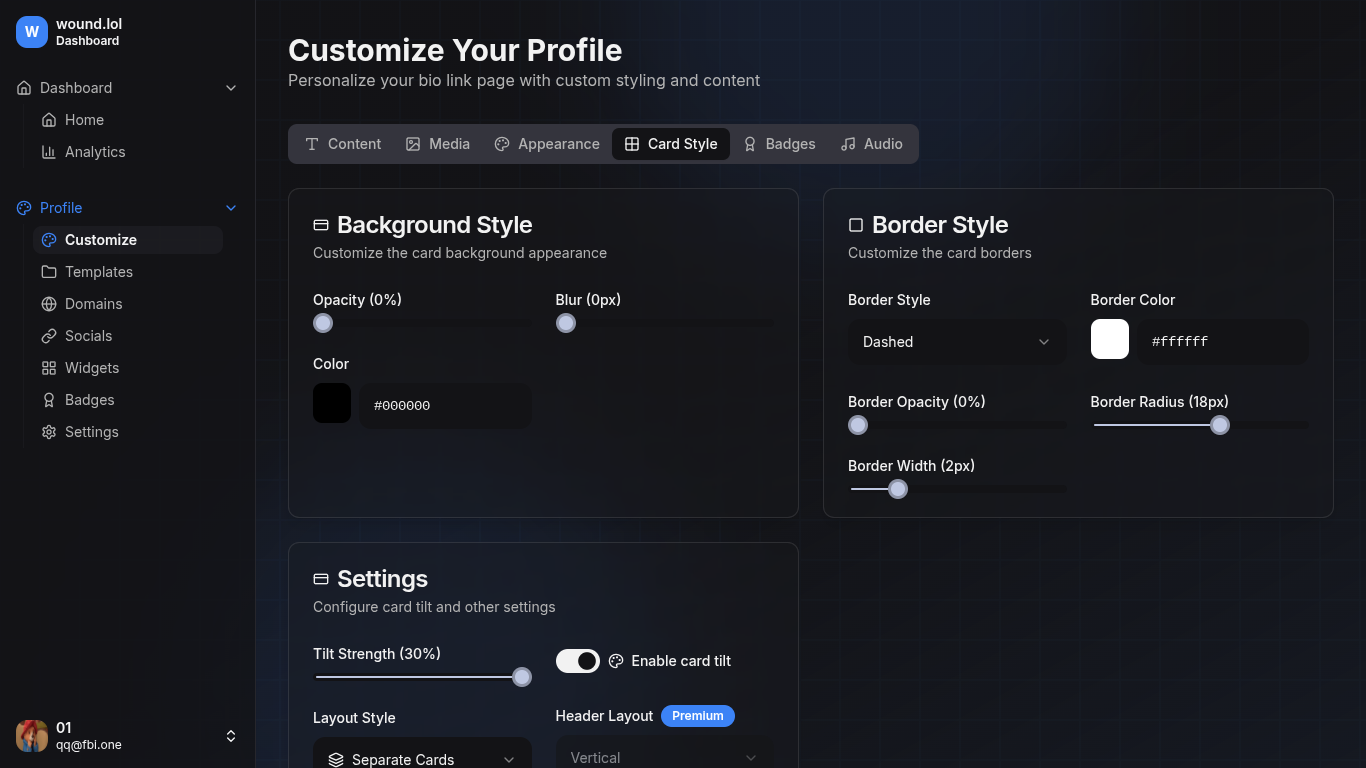 W
wound.lol
Dashboard
Dashboard
Home
Analytics
Profile
Customize
Templates
Domains
Socials
Widgets
Badges
Settings
01
qq@fbi.one
Customize Your Profile
Personalize your bio link page with custom styling and content
Content Media Appearance Card Style Badges Audio
Background Style
Customize the card background appearance
Opacity (0%) Blur (0px)
Color
#000000
Border Style
Customize the card borders
Border Style Border Color
Dashed #ffffff
Border Opacity (0%) Border Radius (18px)
Border Width (2px)
Settings
Configure card tilt and other settings
Tilt Strength (30%) Enable card tilt
Layout Style Header Layout Premium
Separate Cards Vertical